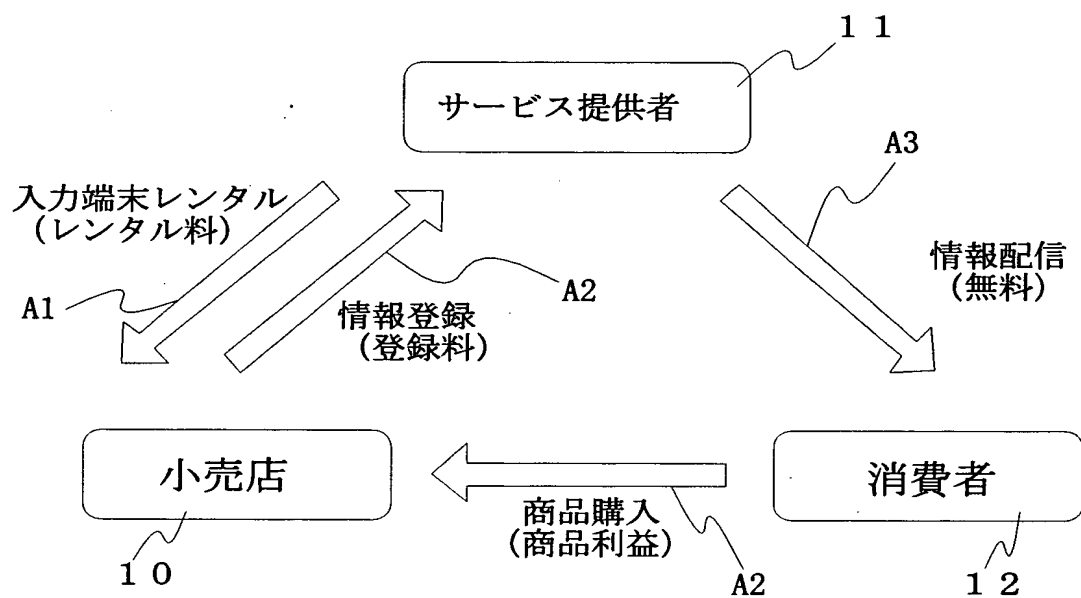 １１
サービス提供者
A3
入力端末レンタル
(レンタル料)
情報配信
(無料)
A1
A2
情報登録
(登録料)
小売店
消費者
商品購入
(商品利益)
１０
A2
１２